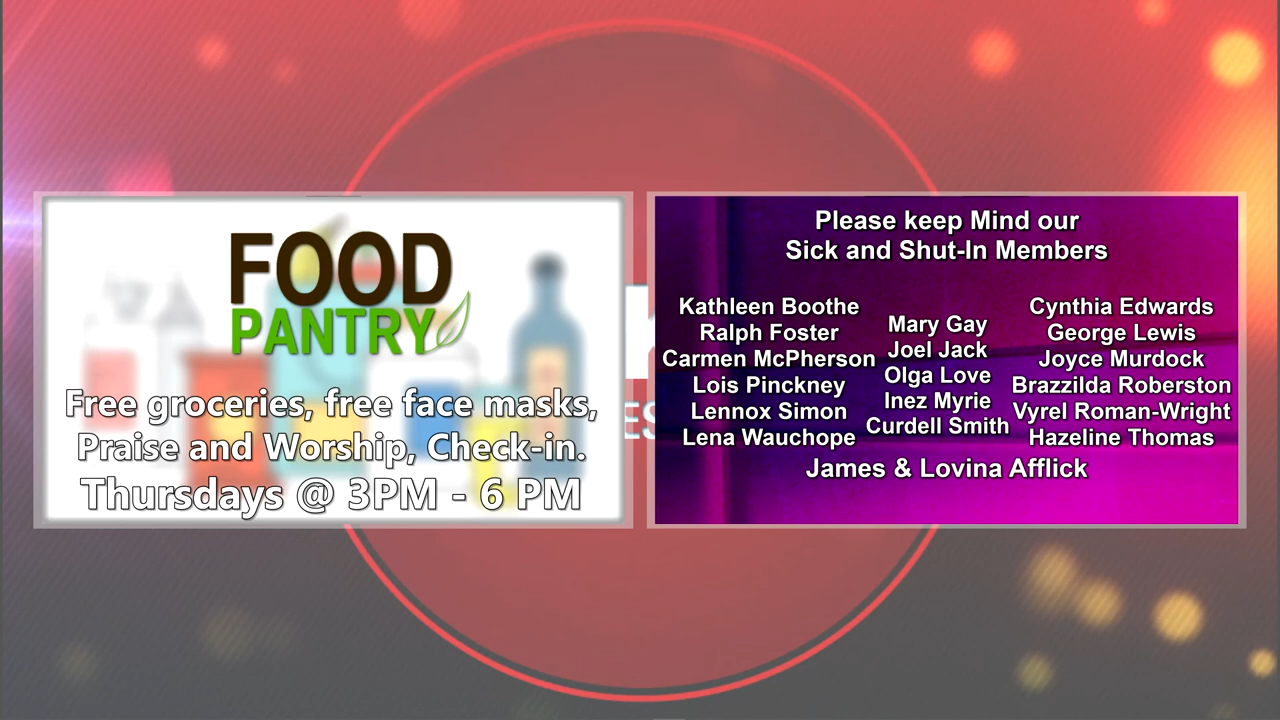 FOOD
PANTRY
Free groceries, free face masks,
Praise and Worship, Check-in.
Thursdays @ 3PM - 6 PM
Please keep Mind our
Sick and Shut-In Members
Kathleen Boothe
Ralph Foster
Carmen McPherson
Lois Pinckney
Lennox Simon
Lena Wauchope
Mary Gay
Joel Jack
Olga Love
Inez Myrie
Curdell Smith
Cynthia Edwards
George Lewis
Joyce Murdock
Brazzilda Roberston
Vyrel Roman-Wright
Hazeline Thomas
James & Lovina Afflick